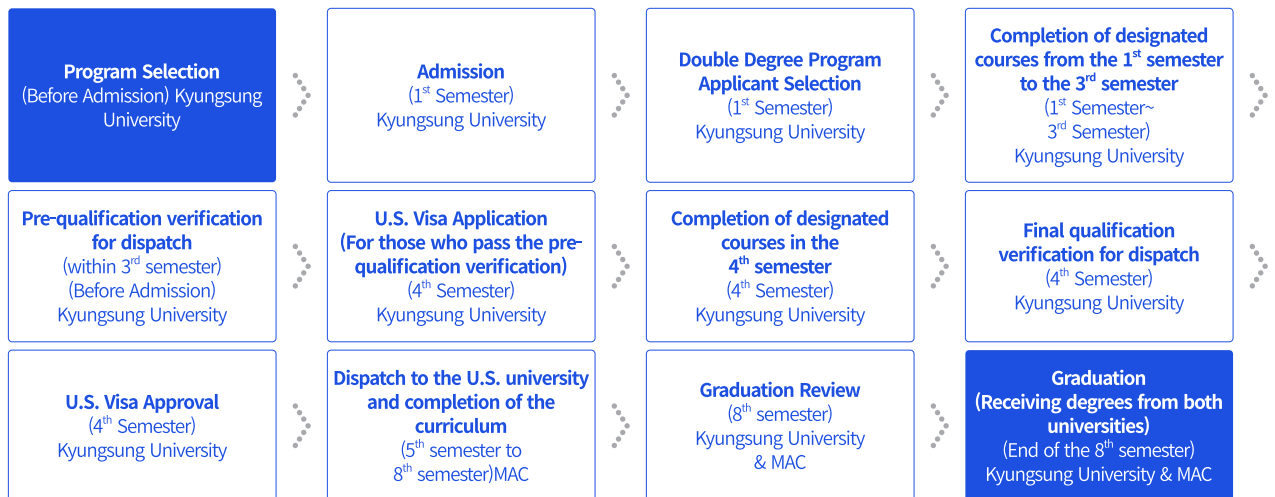 Program Selection
(Before Admission) Kyungsung
University
Admission
(1st Semester)
Kyungsung University
Double Degree Program
Applicant Selection
(1st Semester)
Kyungsung University
Completion of designated
courses from the 1st semester
to the 3rd semester
(1st Semester~
3rd Semester)
Kyungsung University
Pre-qualification verification
for dispatch
(within 3rd semester)
(Before Admission)
Kyungsung University
U.S. Visa Application
(For those who pass the pre-
qualification verification)
(4th Semester)
Kyungsung University
Completion of designated
courses in the
4th semester
(4th Semester)
Kyungsung University
Final qualification
verification for dispatch
(4th Semester)
Kyungsung University
U.S. Visa Approval
(4th Semester)
Kyungsung University
Dispatch to the U.S. university
and completion of the
curriculum
(5th semester to
8th semester)MAC
Graduation Review
(8th semester)
Kyungsung University
& MAC
Graduation
(Receiving degrees from both
universities)
(End of the 8th semester)
Kyungsung University & MAC